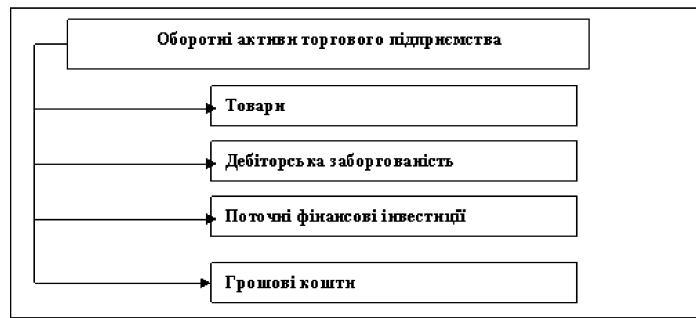 Оборотні активи торгового підприємства
Товари
Дебіторська заборгованість
Поточні фінансові інвестиції
Грошові кошти